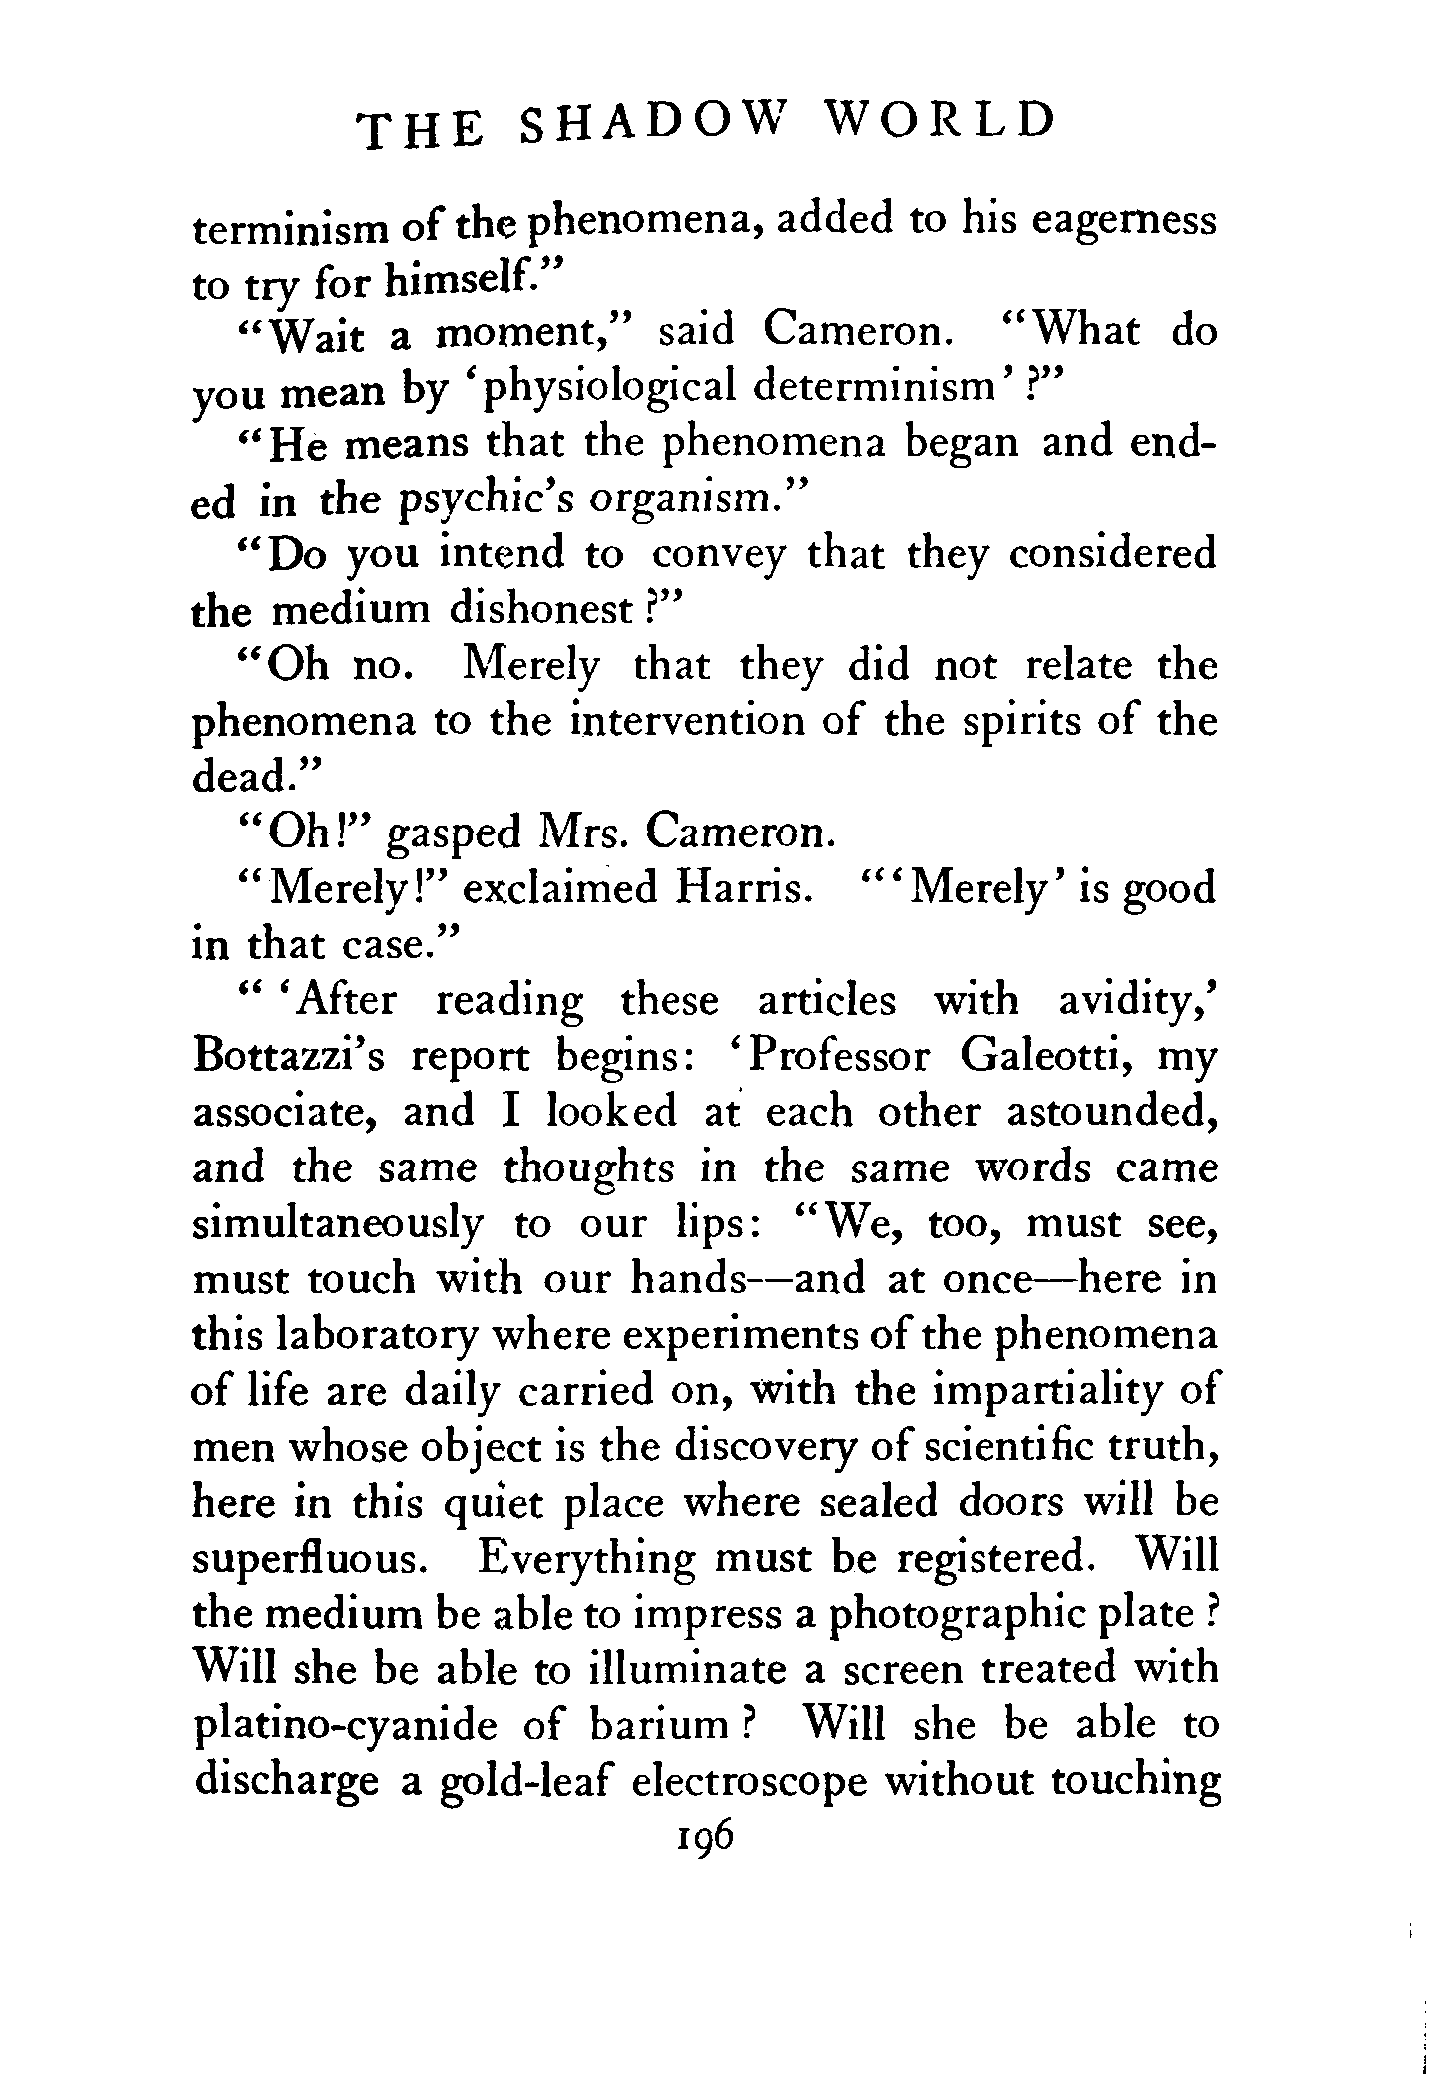 THE SHADOW WORLD
terminism of the phenomena, added to his eagerness
to try for himself."
"Wait a moment," said Cameron. "What do
you mean by 'physiological determinism'?"
"He means that the phenomena began and end-
ed in the psychic's organism."
"Do you intend to convey that they considered
the medium dishonest?"
"Oh no. Merely that they did not relate the
phenomena to the intervention of the spirits of the
dead."
"Oh!" gasped Mrs. Cameron.
"Merely!" exclaimed Harris. "'Merely' is good
in that case."
"'After reading these articles with avidity,'
Bottazzi's report begins: 'Professor Galeotti, my
associate, and I looked at each other astounded,
and the same thoughts in the same words came
simultaneously to our lips: "We, too, must see,
must touch with our hands—and at once—here in
this laboratory where experiments of the phenomena
of life are daily carried on, with the impartiality of
men whose object is the discovery of scientific truth,
here in this quiet place where sealed doors will be
superfluous. Everything must be registered. Will
the medium be able to impress a photographic plate?
Will she be able to illuminate a screen treated with
platino-cyanide of barium? Will she be able to
discharge a gold-leaf electroscope without touching
196